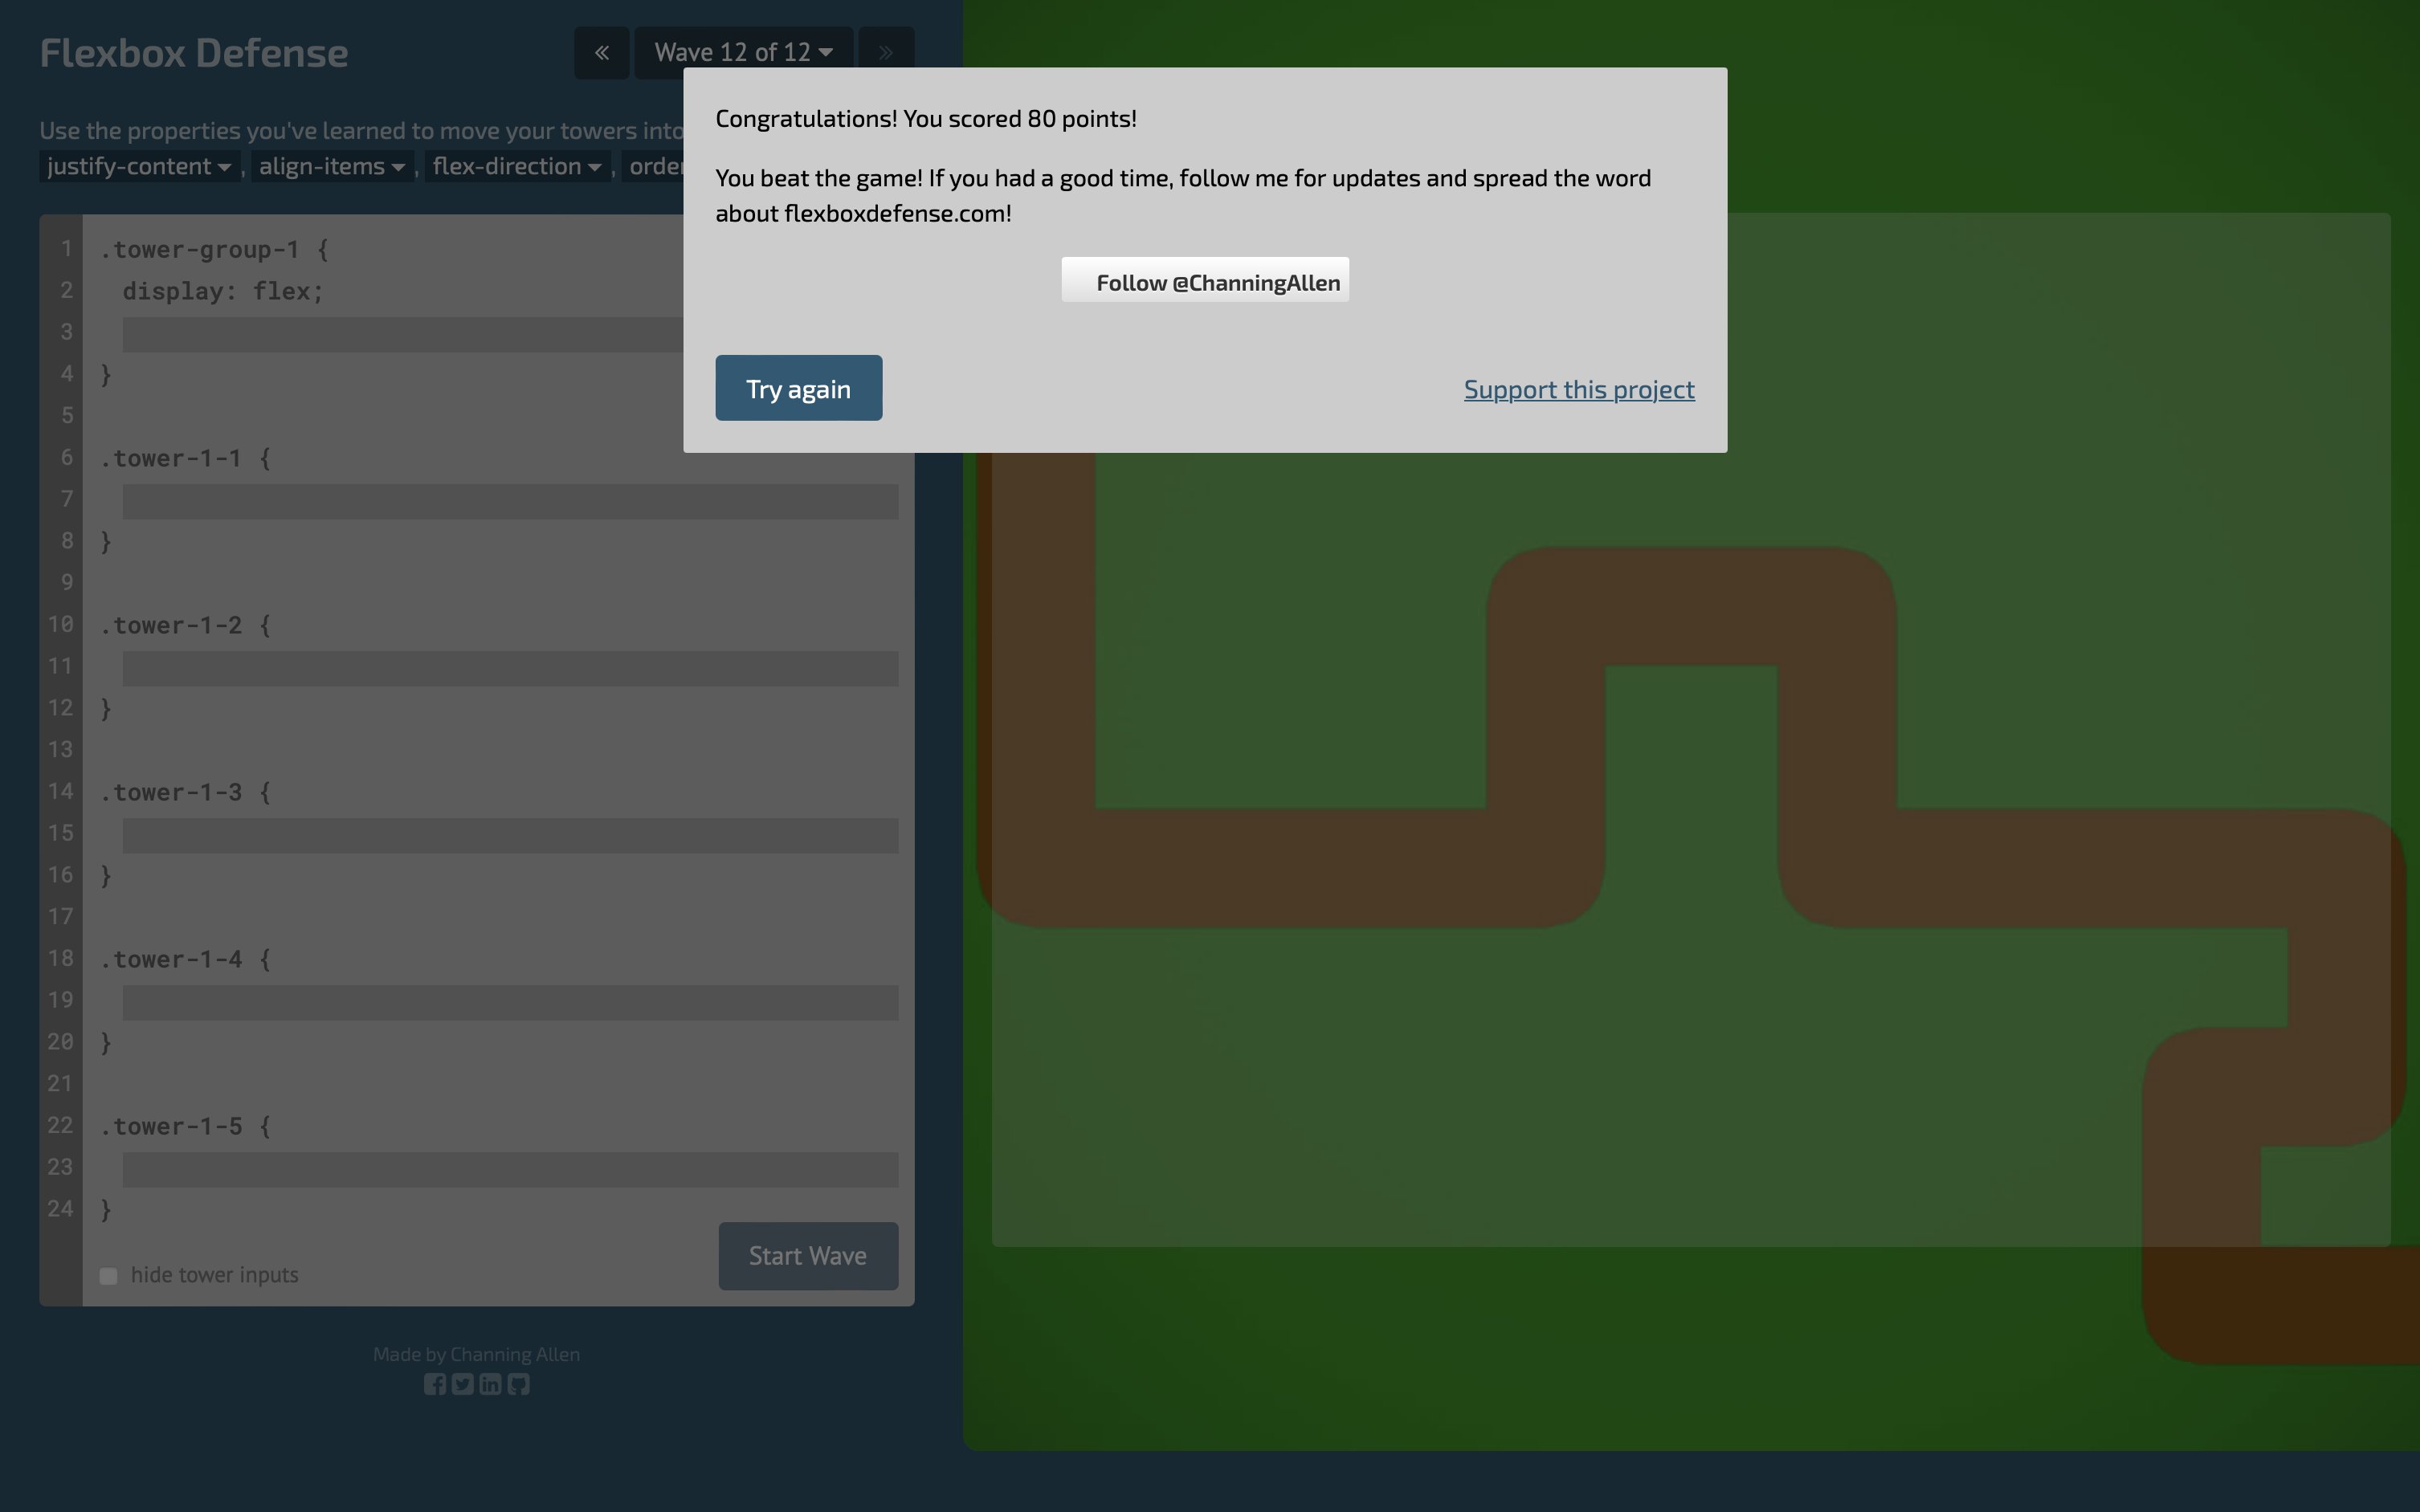 Flexbox Defense
« Wave 12 of 12 »
Congratulations! You scored 80 points!
You beat the game! If you had a good time, follow me for updates and spread the word
about flexboxdefense.com!
Follow @ChanningAllen
Try again
Support this project
Use the properties you've learned to move your towers into
justify-content , align-items , flex-direction ,
1 .tower-group-1 {
2 display: flex;
3
4 }
5
6 .tower-1-1 {
7
8 }
9
10 .tower-1-2 {
11
12 }
13
14 .tower-1-3 {
15
16 }
17
18 .tower-1-4 {
19
20 }
21
22 .tower-1-5 {
23
24 }
hide tower inputs
Start Wave
Made by Channing Allen